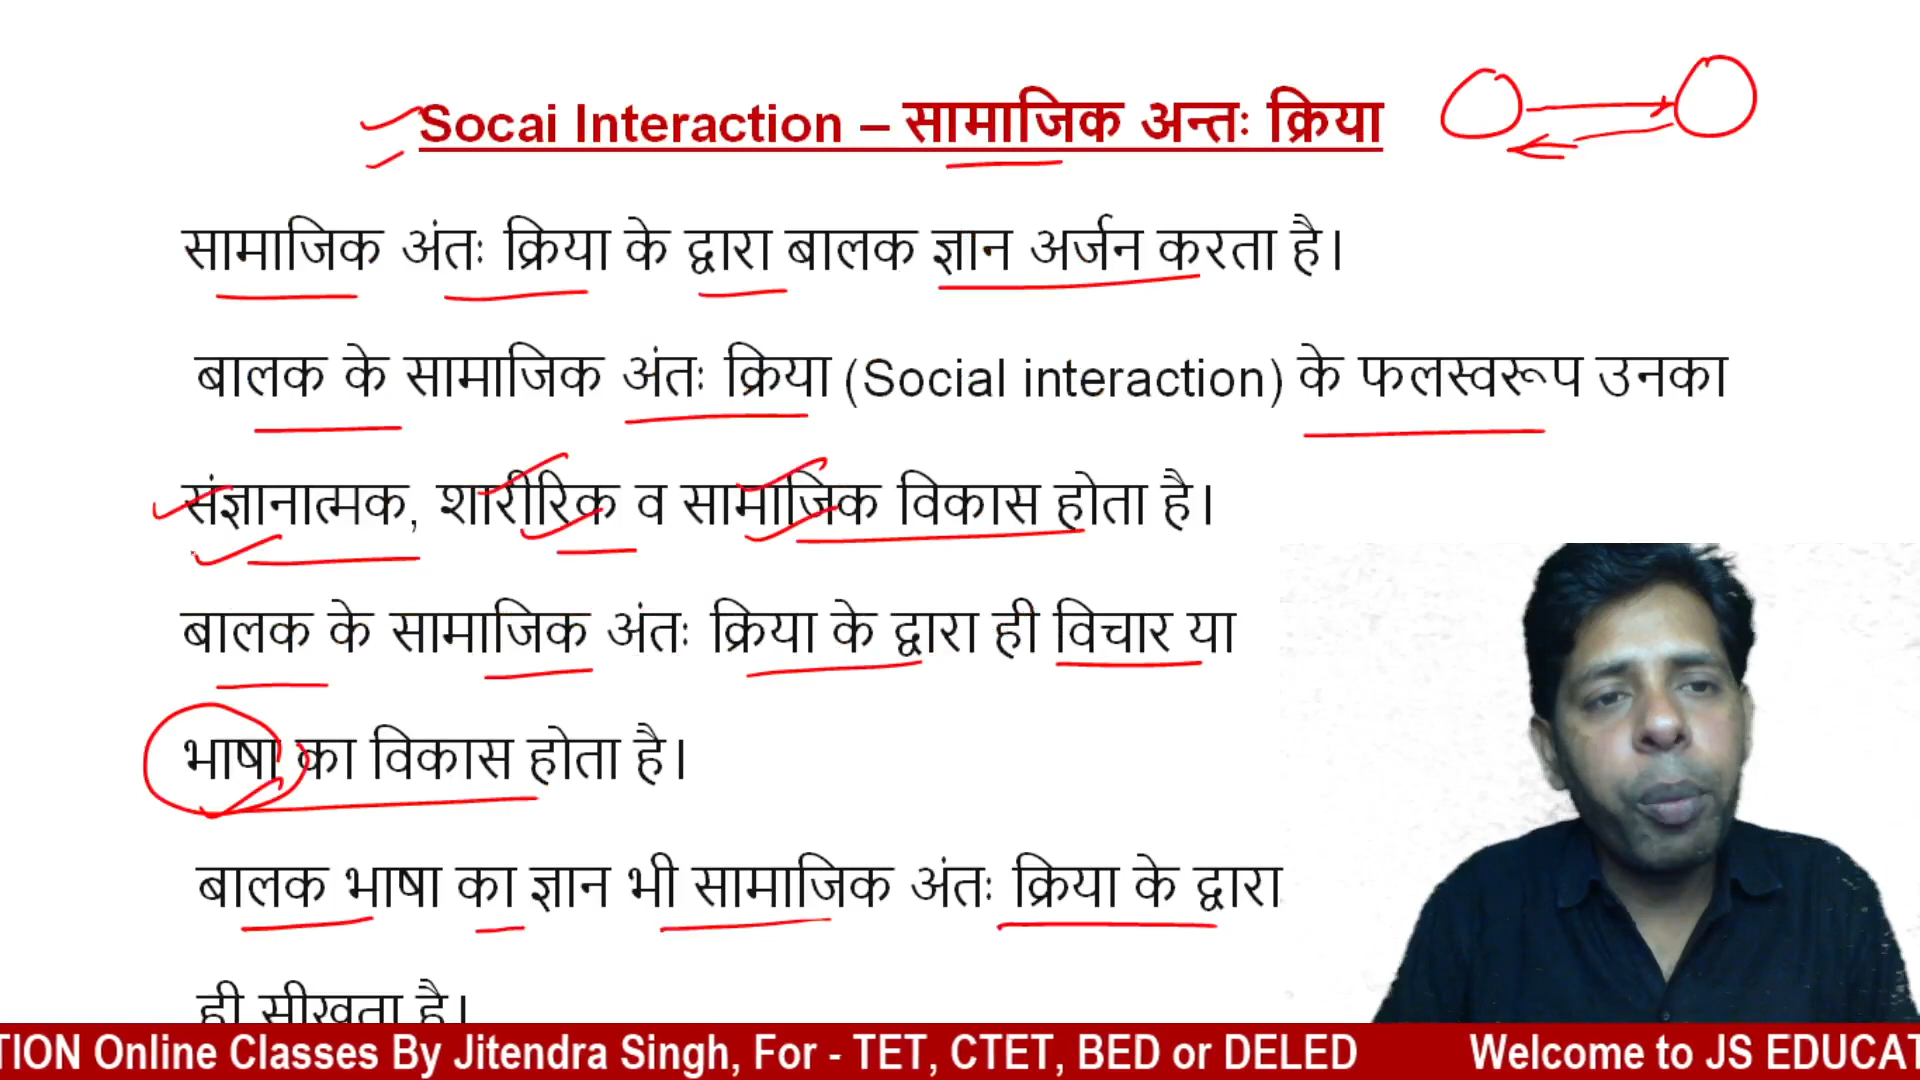 Socai Interaction – सामाजिक अन्तः क्रिया
सामाजिक अंतः क्रिया के द्वारा बालक ज्ञान अर्जन करता है।
बालक के सामाजिक अंतः क्रिया (Social interaction) के फलस्वरूप उनका
संज्ञानात्मक, शारीरिक व सामाजिक विकास होता है।
बालक के सामाजिक अंतः क्रिया के द्वारा ही विचार या
भाषा का विकास होता है।
बालक भाषा का ज्ञान भी सामाजिक अंतः क्रिया के द्वारा
ही सीखता है।
TION Online Classes By Jitendra Singh, For - TET, CTET, BED or DELED Welcome to JS EDUCAT